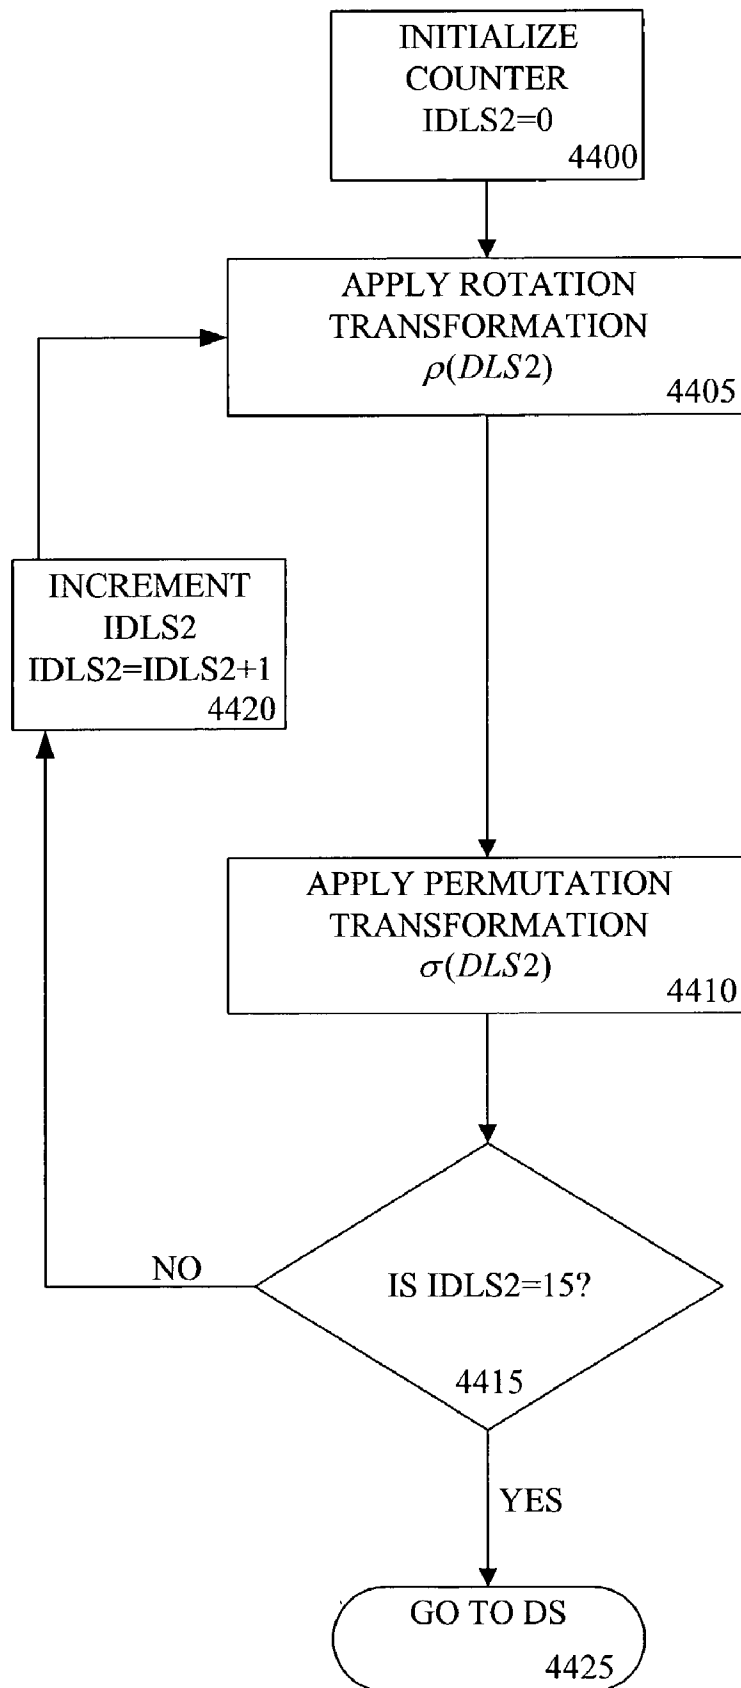 INITIALIZE
COUNTER
IDLS2=0
4400
APPLY ROTATION
TRANSFORMATION
ρ(DLS2)
4405
INCREMENT
IDLS2
IDLS2=IDLS2+1
4420
APPLY PERMUTATION
TRANSFORMATION
σ(DLS2)
4410
NO
IS IDLS2=15?
4415
YES
GO TO DS
4425